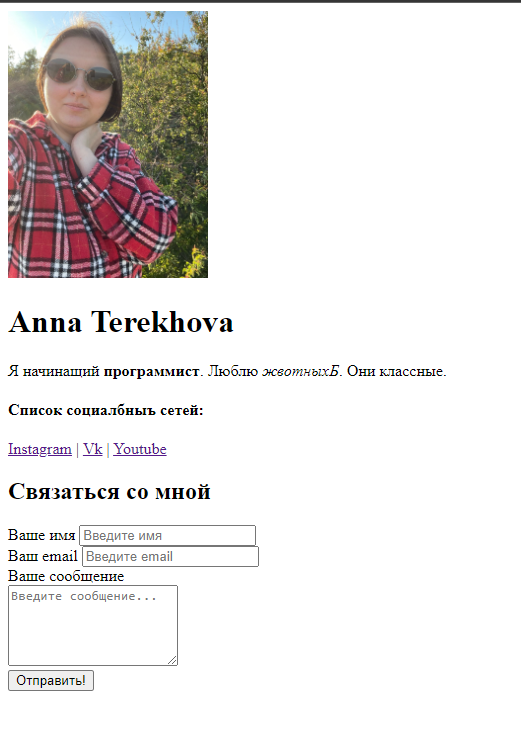 Anna Terekhova
Я начинащий программист. Люблю жвотныхБ. Они классные.
Список социалбныъ сетей:
Instagram | Vk | Youtube
Связаться со мной
Ваше имя Введите имя
Ваш email Введите email
Ваше сообщение
Введите сообщение...
Отправить!